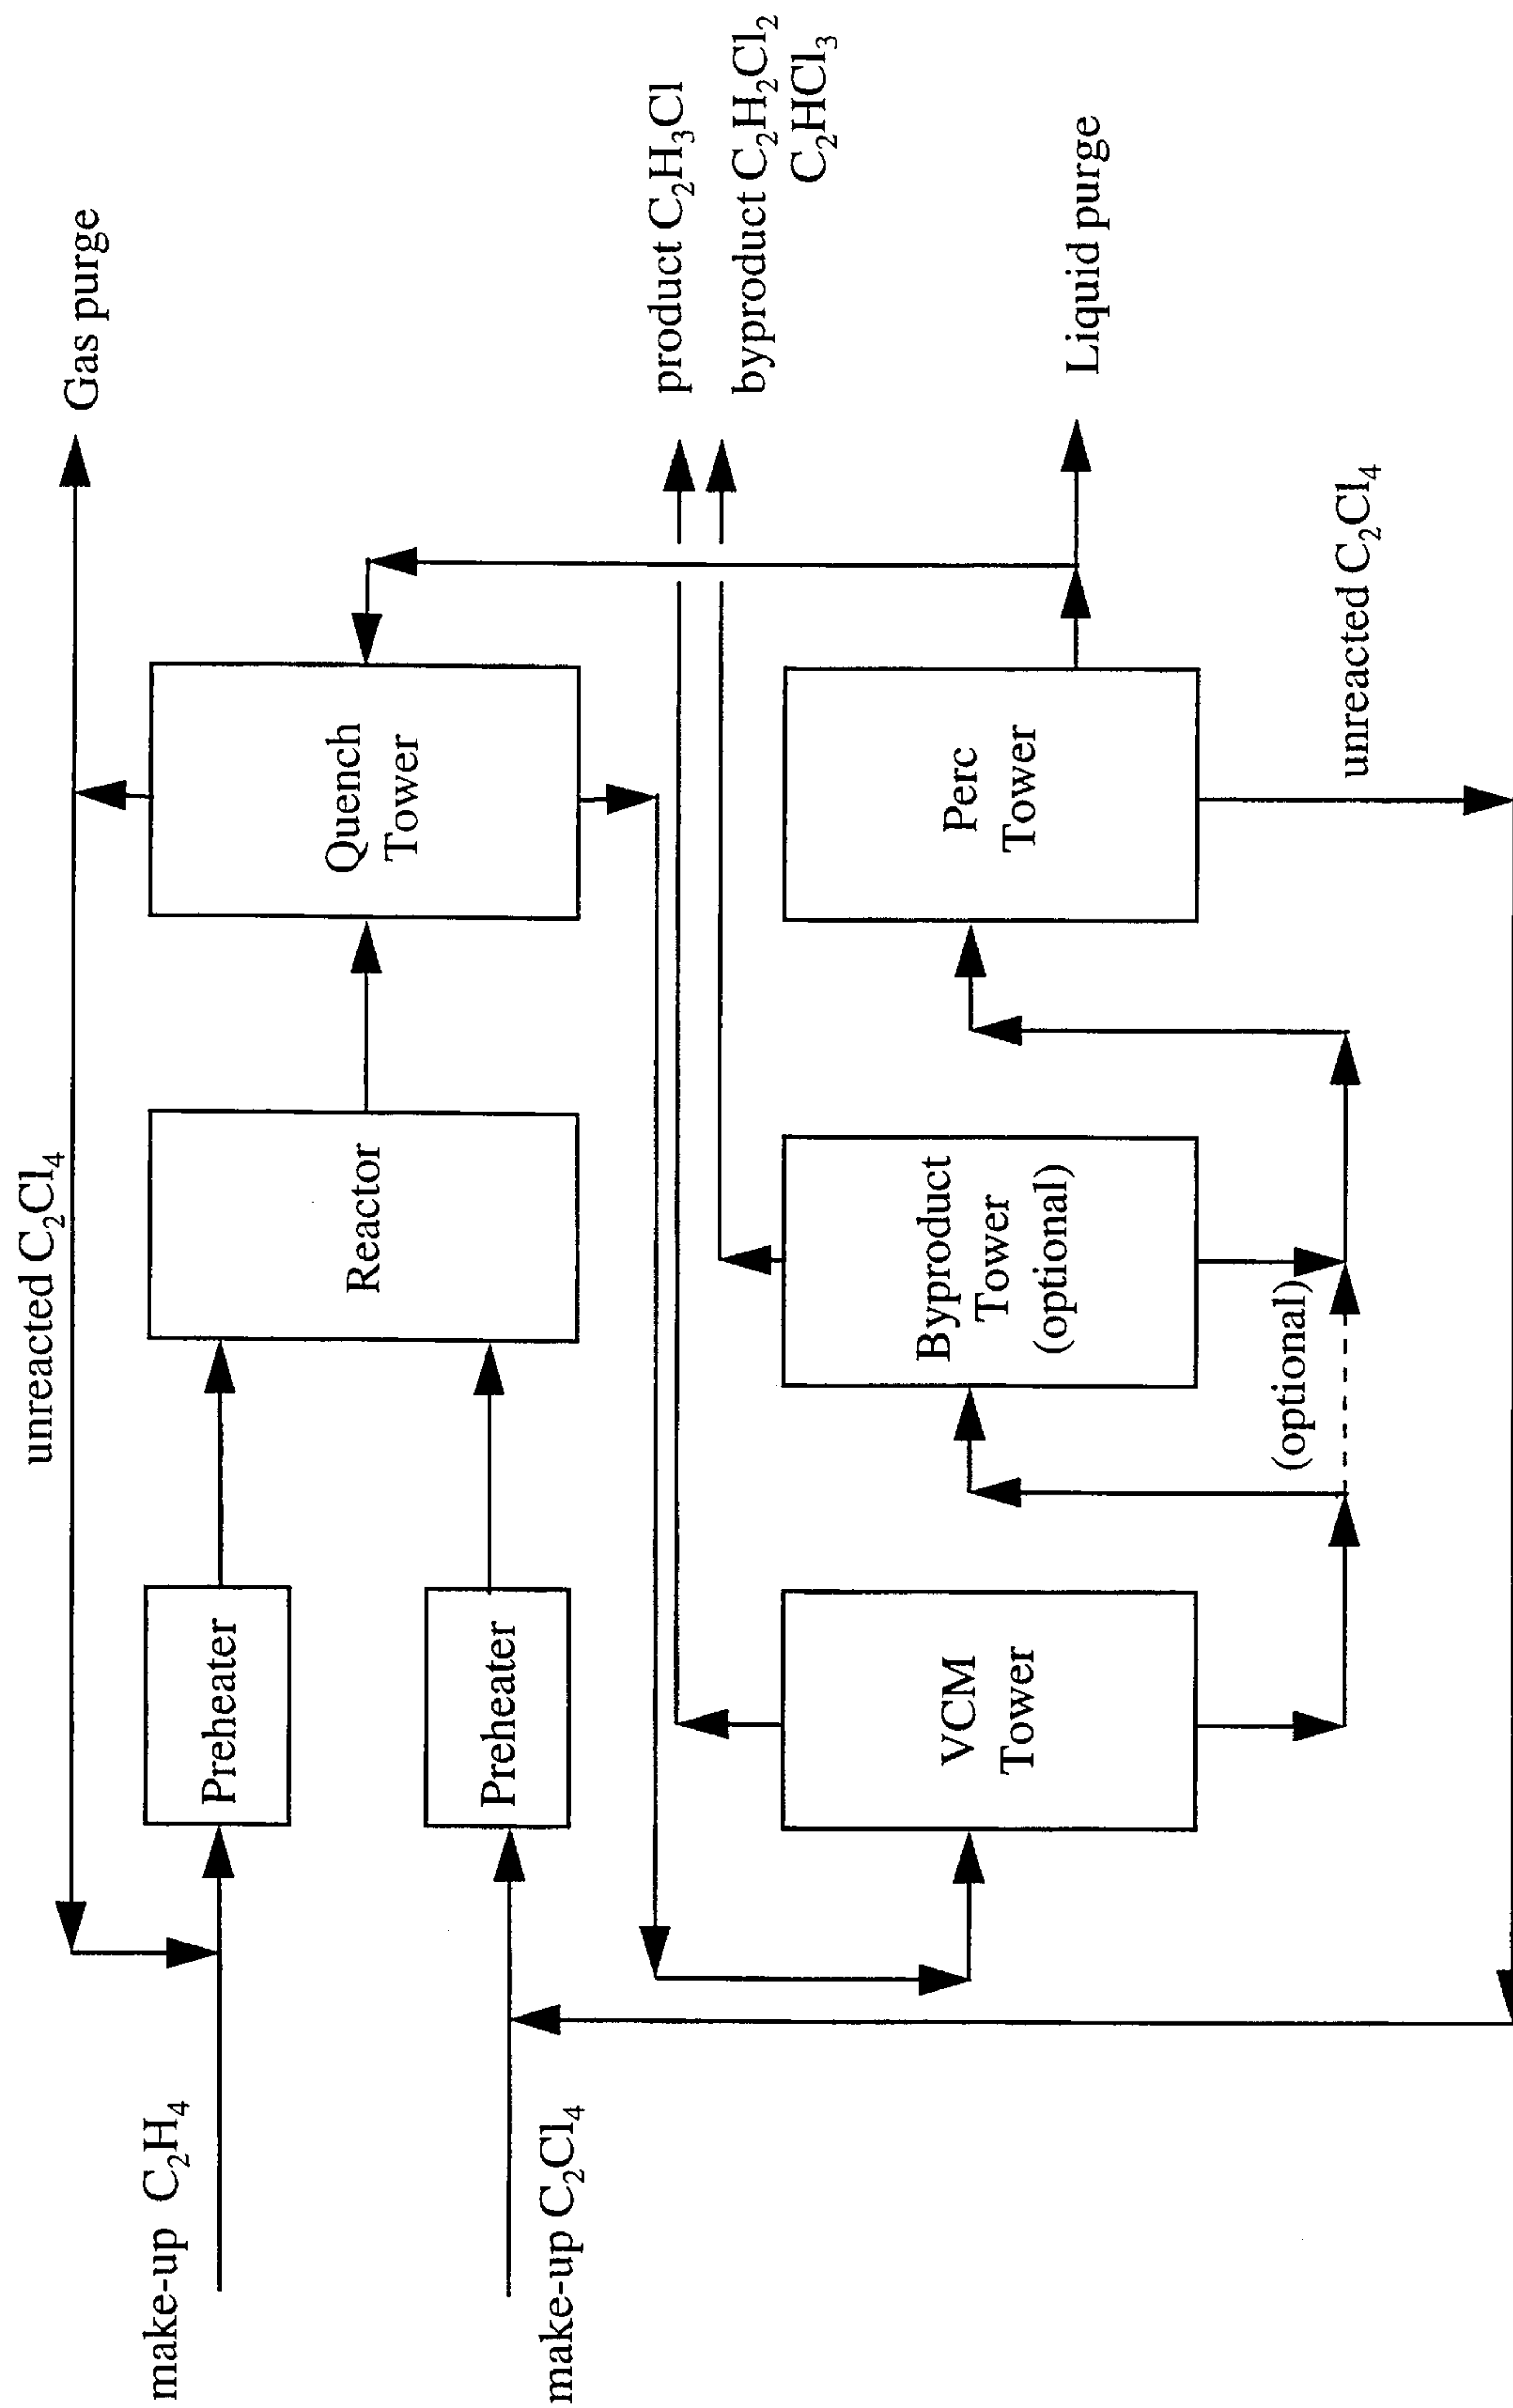 unreacted C₂Cl₄
Gas purge
make-up C₂H₄
Preheater
Reactor
Quench
Tower
make-up C₂Cl₄
Preheater
product C₂H₃Cl
byproduct C₂H₂Cl₂
C₂HCl₃
VCM
Tower
Byproduct
Tower
(optional)
Perc
Tower
Liquid purge
(optional)
unreacted C₂Cl₄